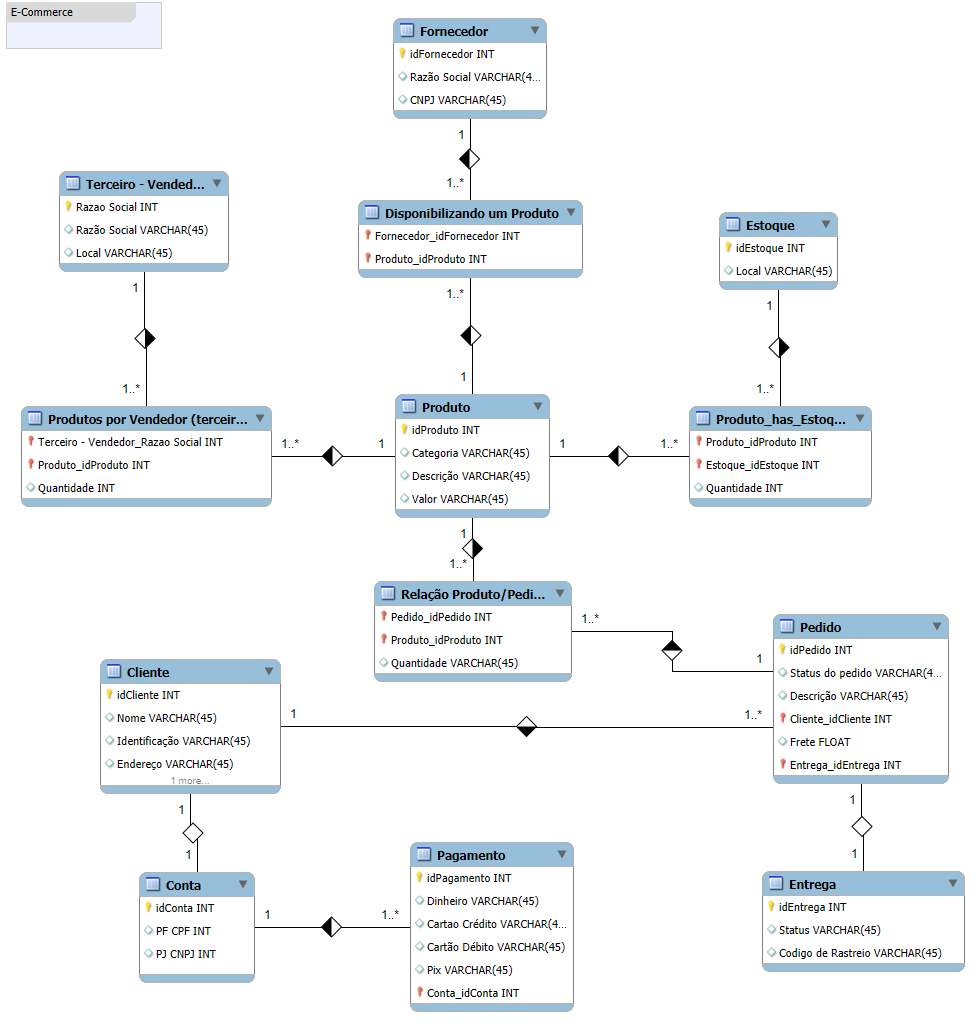 E-Commerce
Fornecedor
idFornecedor INT
Razão Social VARCHAR(4...
CNPJ VARCHAR(45)
1
1..*
Terceiro - Vended...
Razao Social INT
Razão Social VARCHAR(45)
Local VARCHAR(45)
1
1..*
Disponibilizando um Produto
Fornecedor_idFornecedor INT
Produto_idProduto INT
1..*
1
Estoque
idEstoque INT
Local VARCHAR(45)
1
1..*
Produtos por Vendedor (terceir...
Terceiro - Vendedor_Razao Social INT
Produto_idProduto INT
Quantidade INT
1..*
1
Produto
idProduto INT
Categoria VARCHAR(45)
Descrição VARCHAR(45)
Valor VARCHAR(45)
1
1..*
Produto_has_Estoq...
Produto_idProduto INT
Estoque_idEstoque INT
Quantidade INT
1
1..*
Relação Produto/Pedi...
Pedido_idPedido INT
Produto_idProduto INT
Quantidade VARCHAR(45)
1..*
1
Pedido
idPedido INT
Status do pedido VARCHAR(4...
Descrição VARCHAR(45)
Cliente_idCliente INT
Frete FLOAT
Entrega_idEntrega INT
Cliente
idCliente INT
Nome VARCHAR(45)
Identificação VARCHAR(45)
Endereço VARCHAR(45)
1 more...
1
1..*
1
1
1
1
Conta
idConta INT
PF CPF INT
PJ CNPJ INT
1
1..*
Pagamento
idPagamento INT
Dinheiro VARCHAR(45)
Cartao Crédito VARCHAR(4...
Cartão Débito VARCHAR(45)
Pix VARCHAR(45)
Conta_idConta INT
Entrega
idEntrega INT
Status VARCHAR(45)
Codigo de Rastreio VARCHAR(45)